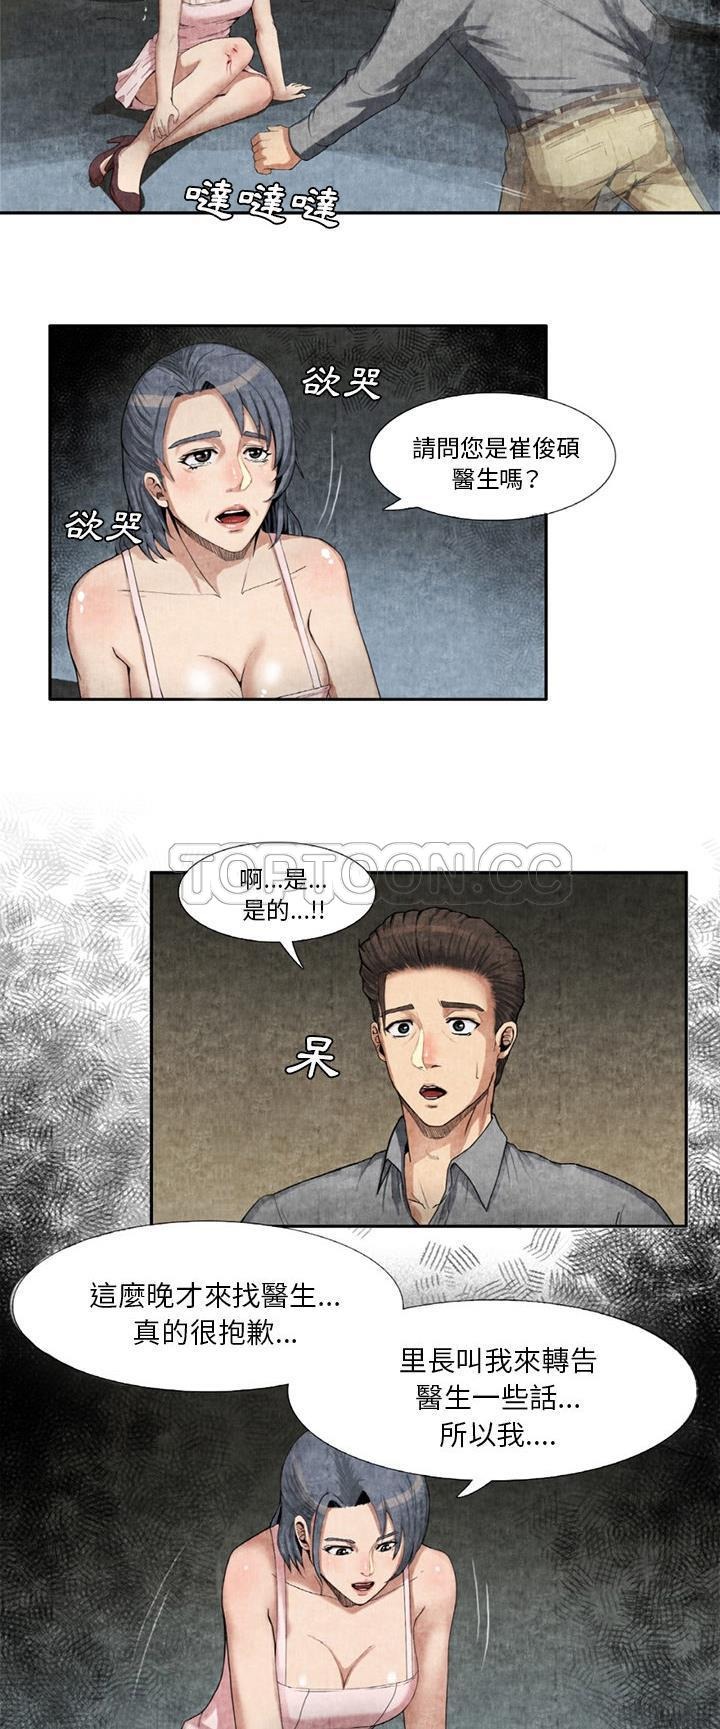 噠噠噠
欲哭
請問您是崔俊碩
醫生嗎?
欲哭
TOPTOON.CC
啊...是...
是的...!!
呆
這麼晚才來找醫生...
真的很抱歉...
里長叫我來轉告
醫生一些話...
所以我....